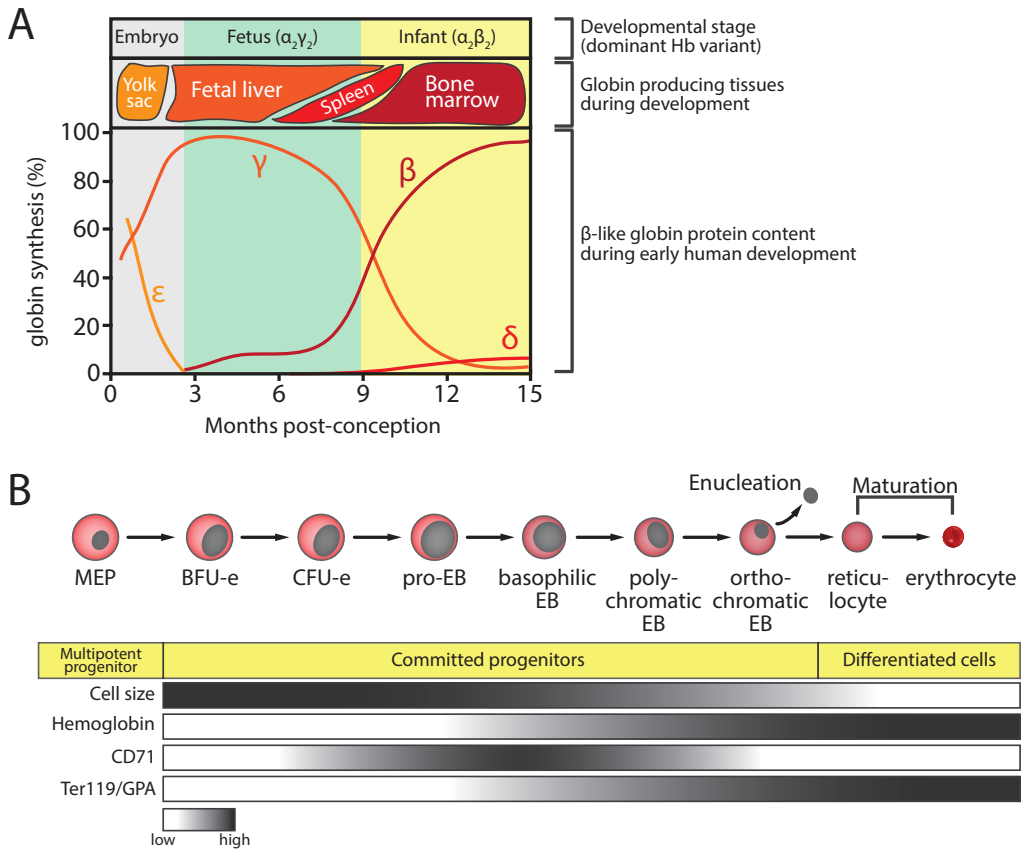 A
Embryo
Fetus (α₂γ₂)
Infant (α₂β₂)
Developmental stage
(dominant Hb variant)
Yolk
sac
Fetal liver
Spleen
Bone
marrow
Globin producing tissues
during development
globin synthesis (%)
100
80
60
40
20
0
γ
β
ε
δ
β-like globin protein content
during early human development
0
3
6
9
12
15
Months post-conception
B
Enucleation
Maturation
MEP
BFU-e
CFU-e
pro-EB
basophilic
EB
poly-
chromatic
EB
ortho-
chromatic
EB
reticu-
locyte
erythrocyte
Multipotent
progenitor
Committed progenitors
Differentiated cells
Cell size
Hemoglobin
CD71
Ter119/GPA
low
high